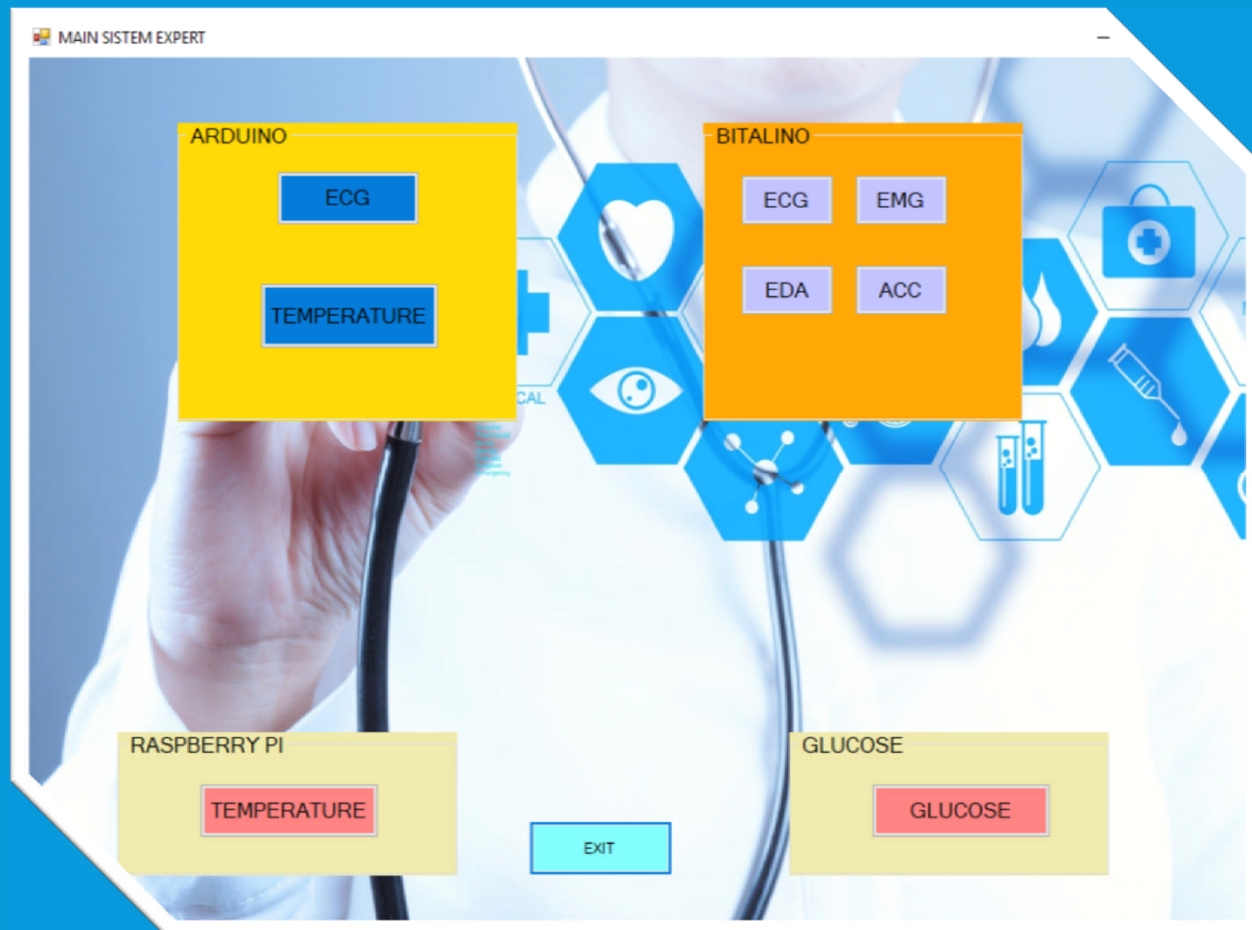 MAIN SISTEM EXPERT
ARDUINO
ECG
TEMPERATURE
BITALINO
ECG EMG
EDA ACC
CAL
RASPBERRY PI
TEMPERATURE
GLUCOSE
GLUCOSE
EXIT